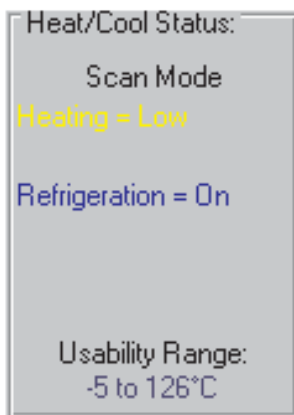 Heat/Cool Status:
Scan Mode
Heating = Low
Refrigeration = On
Usability Range:
-5 to 126°C